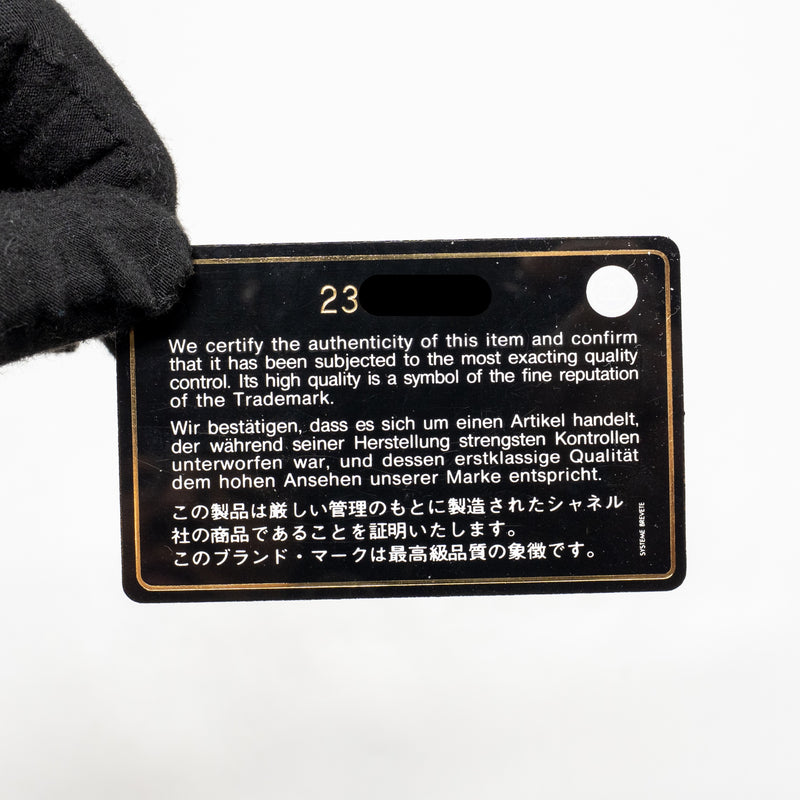 23
We certify the authenticity of this item and confirm
that it has been subjected to the most exacting quality
control. Its high quality is a symbol of the fine reputation
of the Trademark.
Wir bestätigen, dass es sich um einen Artikel handelt,
der während seiner Herstellung strengsten Kontrollen
unterworfen war, und dessen erstklassige Qualität
dem hohen Ansehen unserer Marke entspricht.
この製品は厳しい管理のもとに製造されたシャネル
社の商品であることを証明いたします。
このブランド・マークは最高級品質の象徴です。
SYSTEME BREVETE